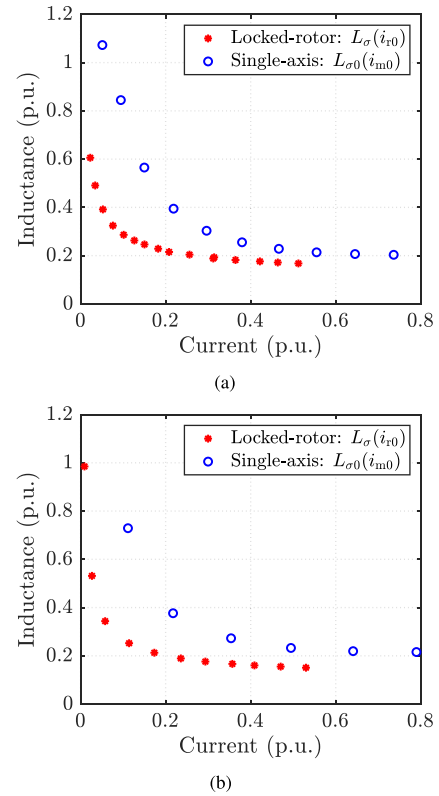 1.2
1
0.8
0.6
0.4
0.2
0
Inductance (p.u.)
Locked-rotor: Lσ(ir0)
Single-axis: Lσ0(im0)
0 0.2 0.4 0.6 0.8
Current (p.u.)
(a)
1.2
1
0.8
0.6
0.4
0.2
0
Inductance (p.u.)
Locked-rotor: Lσ(ir0)
Single-axis: Lσ0(im0)
0 0.2 0.4 0.6 0.8
Current (p.u.)
(b)